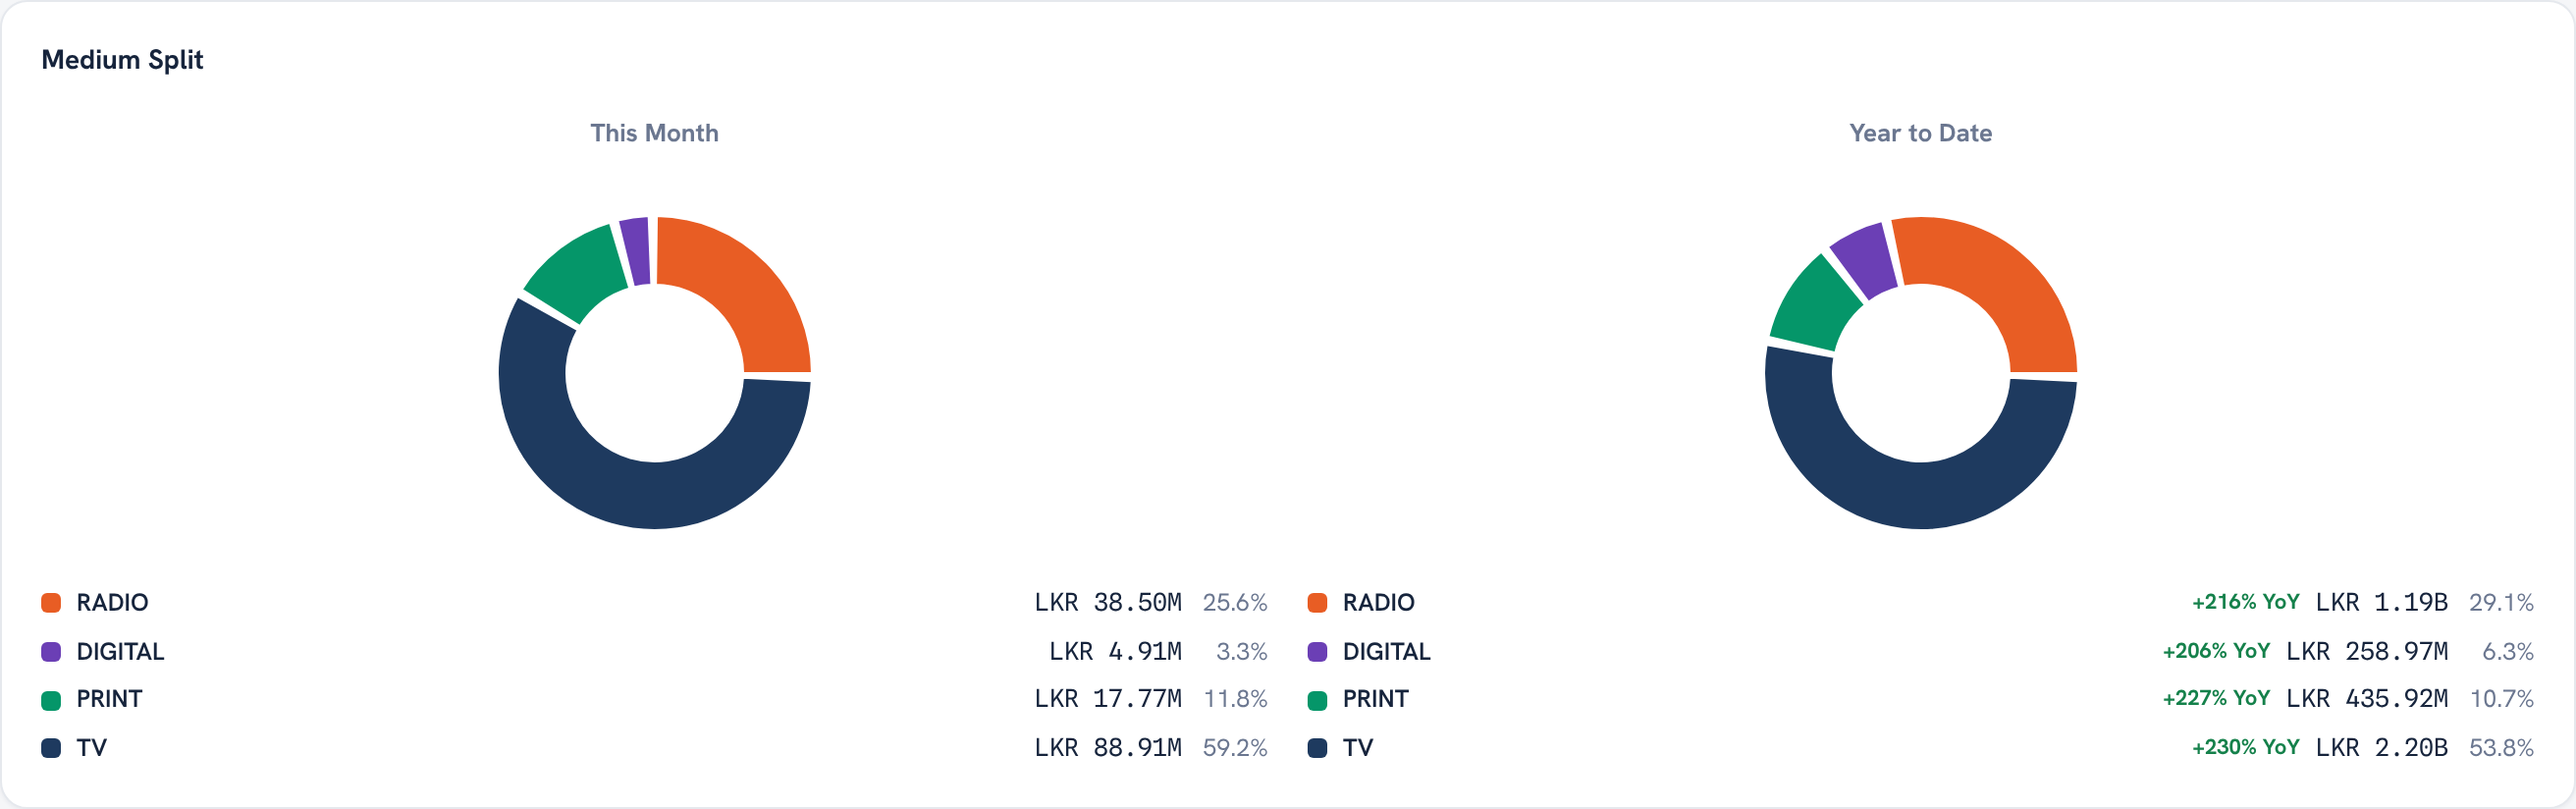 Medium Split
This Month
RADIO LKR 38.50M 25.6%
DIGITAL LKR 4.91M 3.3%
PRINT LKR 17.77M 11.8%
TV LKR 88.91M 59.2%
Year to Date
RADIO +216% YoY LKR 1.19B 29.1%
DIGITAL +206% YoY LKR 258.97M 6.3%
PRINT +227% YoY LKR 435.92M 10.7%
TV +230% YoY LKR 2.20B 53.8%